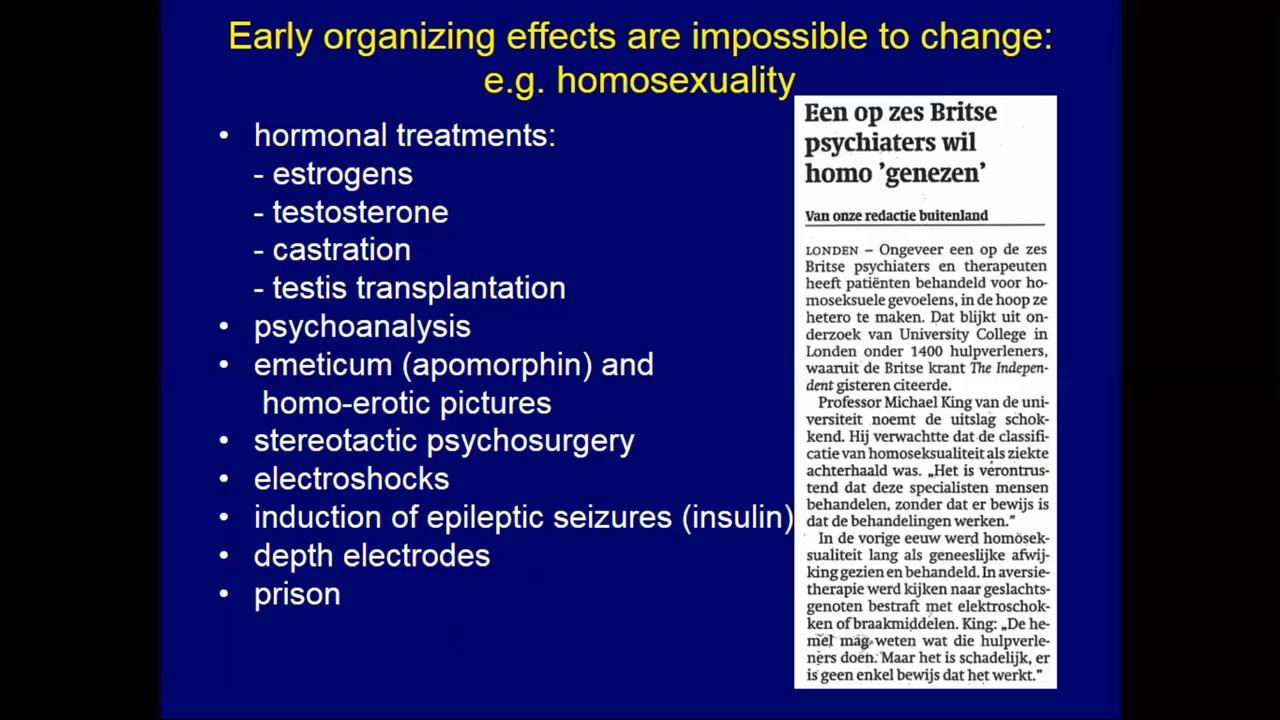 Early organizing effects are impossible to change:
e.g. homosexuality
• hormonal treatments:
- estrogens
- testosterone
- castration
- testis transplantation
• psychoanalysis
• emeticum (apomorphin) and
homo-erotic pictures
• stereotactic psychosurgery
• electroshocks
• induction of epileptic seizures (insulin)
• depth electrodes
• prison
Een op zes Britse
psychiaters wil
homo 'genezen'
Van onze redactie buitenland
LONDEN – Ongeveer een op de zes
Britse psychiaters en therapeuten
heeft patiënten behandeld voor ho-
moseksuele gevoelens, in de hoop ze
hetero te maken. Dat blijkt uit on-
derzoek van University College in
Londen onder 1400 hulpverleners,
waaruit de Britse krant The Indepen-
dent gisteren citeerde.
Professor Michael King van de uni-
versiteit noemt de uitslag schok-
kend. Hij verwachtte dat de classifi-
catie van homoseksualiteit als ziekte
achterhaald was. „Het is verontrus-
tend dat deze specialisten mensen
behandelen, zonder dat er bewijs is
dat de behandelingen werken.”
In de vorige eeuw werd homosek-
sualiteit lang als geneeslijke afwij-
king gezien en behandeld. In aversie-
therapie werd kijken naar geslachts-
genoten bestraft met elektroschok-
ken of braakmiddelen. King: „De he-
mel mag weten wat die hulpverle-
ners doen. Maar het is schadelijk, er
is geen enkel bewijs dat het werkt.”